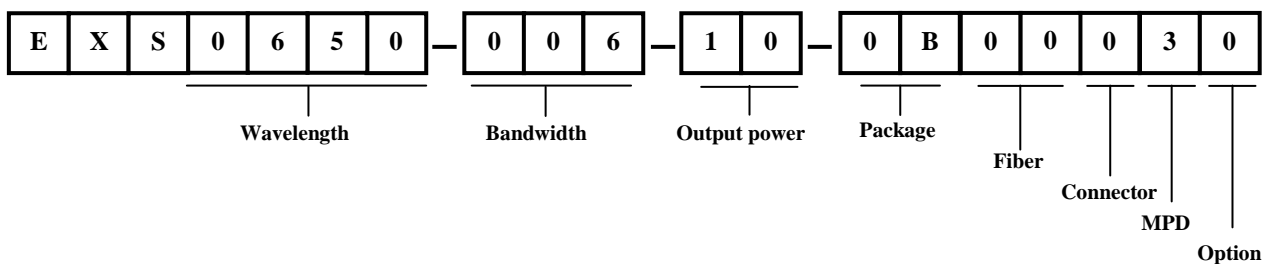 E X S 0 6 5 0 – 0 0 6 – 1 0 – 0 B 0 0 0 3 0
Wavelength Bandwidth Output power Package
Fiber
Connector
MPD
Option